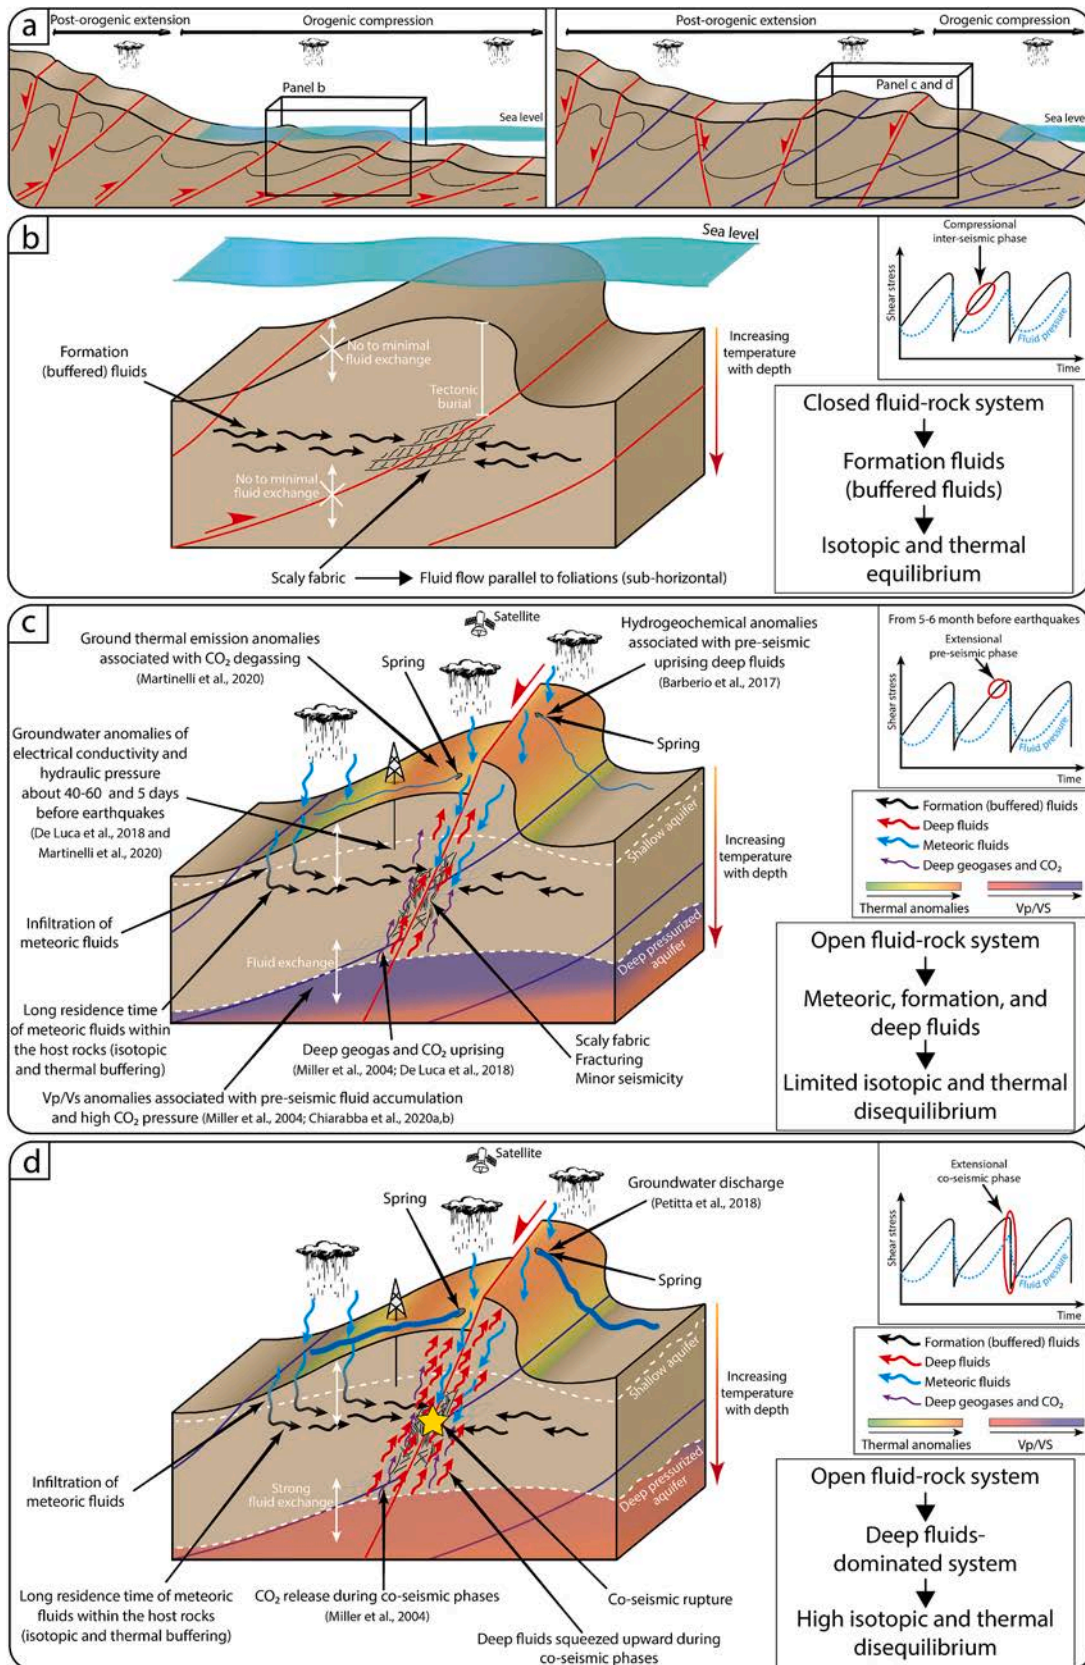 a
Post-orogenic extension
Orogenic compression
Panel b
Sea level
Post-orogenic extension
Orogenic compression
Panel c and d
Sea level
b
Sea level
Formation
(buffered) fluids
No to minimal
fluid exchange
Tectonic
burial
No to minimal
fluid exchange
Scaly fabric
Fluid flow parallel to foliations (sub-horizontal)
Increasing
temperature
with depth
Compressional
inter-seismic phase
Shear stress
Fluid pressure
Time
Closed fluid-rock system
Formation fluids
(buffered fluids)
Isotopic and thermal
equilibrium
c
Satellite
Ground thermal emission anomalies
associated with CO₂ degassing
(Martinelli et al., 2020)
Spring
Hydrogeochemical anomalies
associated with pre-seismic
uprising deep fluids
(Barberio et al., 2017)
Spring
Groundwater anomalies of
electrical conductivity and
hydraulic pressure
about 40-60 and 5 days
before earthquakes
(De Luca et al., 2018 and
Martinelli et al., 2020)
Infiltration of
meteoric fluids
Fluid exchange
Shallow aquifer
Deep pressurized
aquifer
Increasing
temperature
with depth
Long residence time
of meteoric fluids within
the host rocks (isotopic
and thermal buffering)
Deep geogas and CO₂ uprising
(Miller et al., 2004; De Luca et al., 2018)
Scaly fabric
Fracturing
Minor seismicity
Vp/Vs anomalies associated with pre-seismic fluid accumulation
and high CO₂ pressure (Miller et al., 2004; Chiarabba et al., 2020a,b)
From 5-6 month before earthquakes
Extensional
pre-seismic phase
Shear stress
Fluid pressure
Time
Formation (buffered) fluids
Deep fluids
Meteoric fluids
Deep geogases and CO₂
Thermal anomalies
Vp/VS
Open fluid-rock system
Meteoric, formation, and
deep fluids
Limited isotopic and thermal
disequilibrium
d
Satellite
Spring
Groundwater discharge
(Petitta et al., 2018)
Spring
Infiltration of
meteoric fluids
Strong
fluid exchange
Shallow aquifer
Deep pressurized
aquifer
Increasing
temperature
with depth
Long residence time of meteoric
fluids within the host rocks
(isotopic and thermal buffering)
CO₂ release during co-seismic phases
(Miller et al., 2004)
Co-seismic rupture
Deep fluids squeezed upward during
co-seismic phases
Extensional
co-seismic phase
Shear stress
Fluid pressure
Time
Formation (buffered) fluids
Deep fluids
Meteoric fluids
Deep geogases and CO₂
Thermal anomalies
Vp/VS
Open fluid-rock system
Deep fluids-
dominated system
High isotopic and thermal
disequilibrium